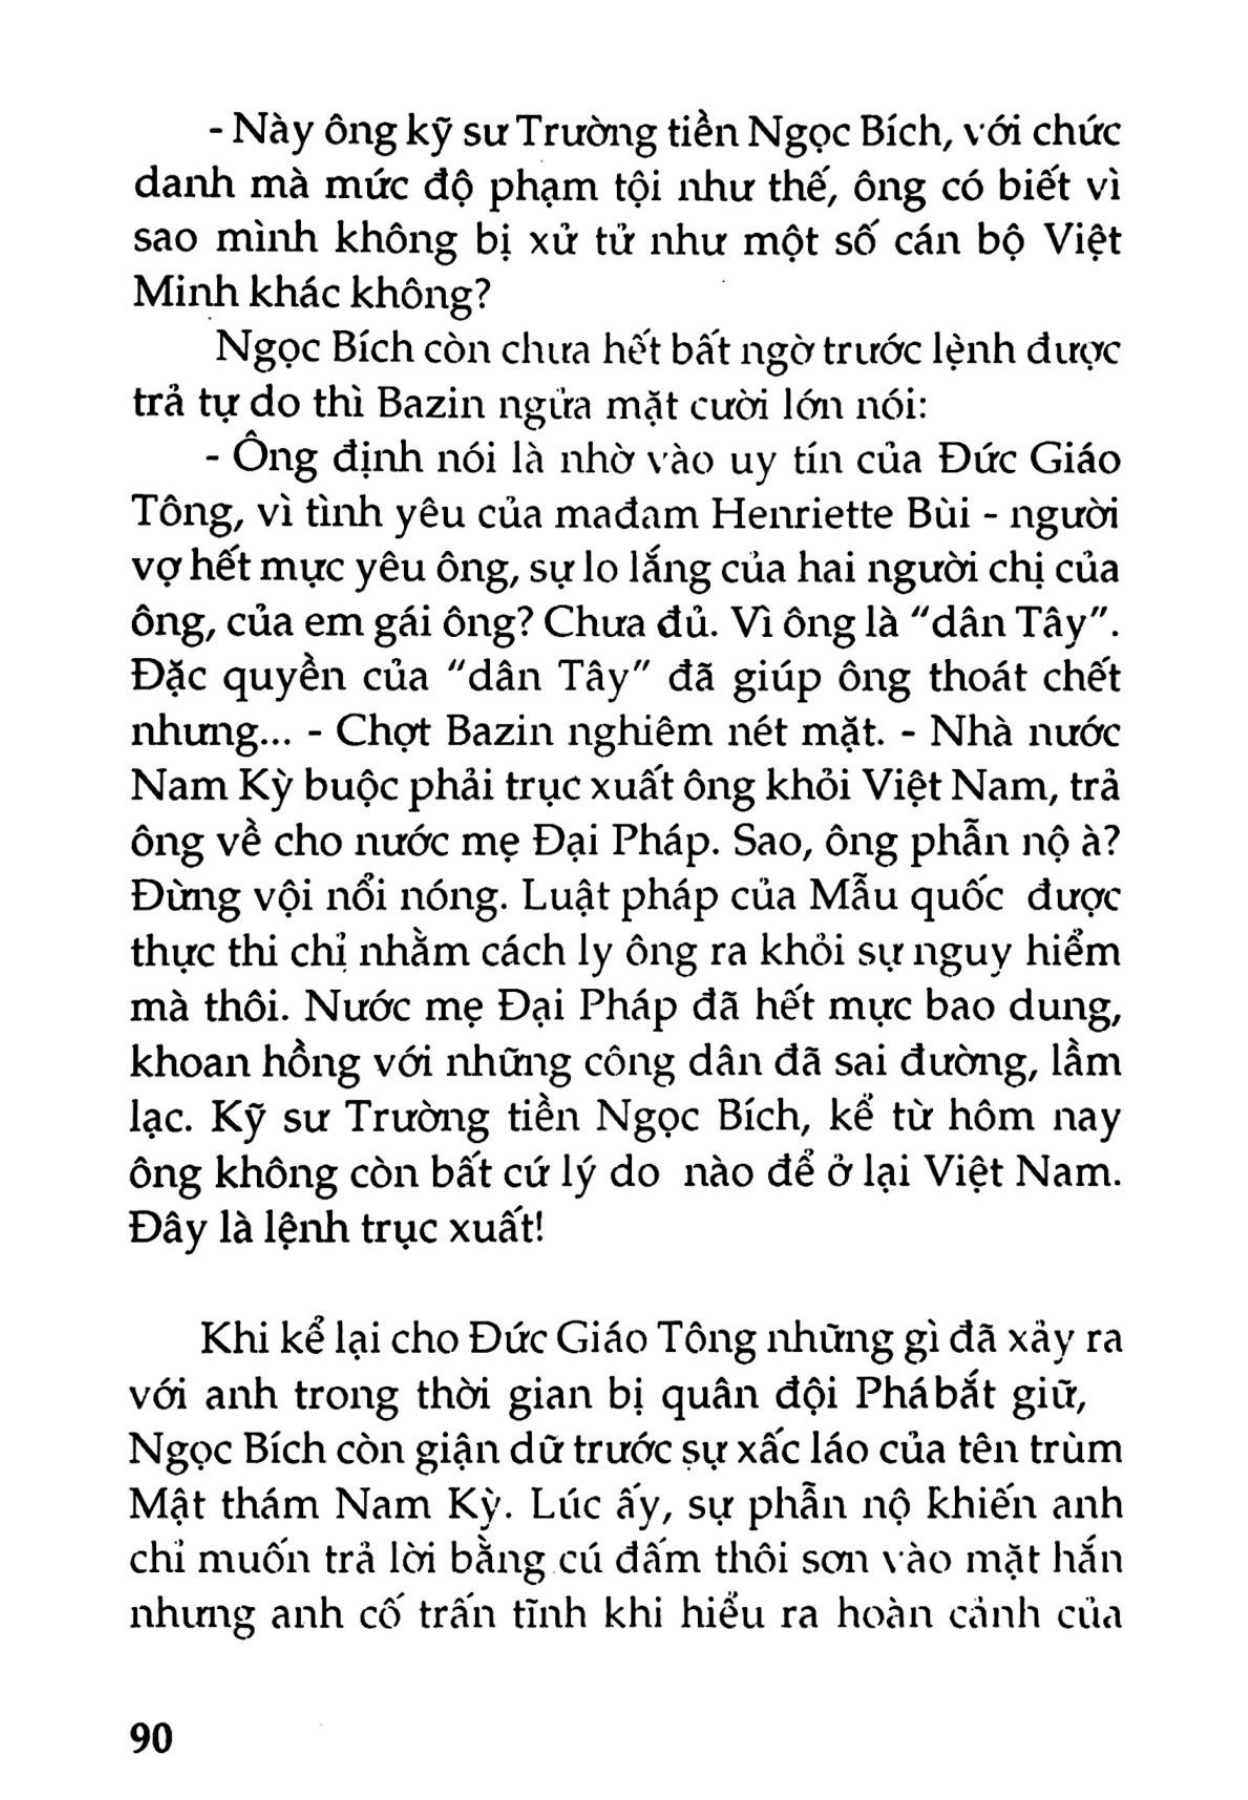 - Này ông kỹ sư Trường tiền Ngọc Bích, với chức
danh mà mức độ phạm tội như thế, ông có biết vì
sao mình không bị xử tử như một số cán bộ Việt
Minh khác không?
Ngọc Bích còn chưa hết bất ngờ trước lệnh được
trả tự do thì Bazin ngửa mặt cười lớn nói:
- Ông định nói là nhờ vào uy tín của Đức Giáo
Tông, vì tình yêu của mađam Henriette Bùi - người
vợ hết mực yêu ông, sự lo lắng của hai người chị của
ông, của em gái ông? Chưa đủ. Vì ông là "dân Tây".
Đặc quyền của "dân Tây" đã giúp ông thoát chết
nhưng... - Chợt Bazin nghiêm nét mặt. - Nhà nước
Nam Kỳ buộc phải trục xuất ông khỏi Việt Nam, trả
ông về cho nước mẹ Đại Pháp. Sao, ông phẫn nộ à?
Đừng vội nổi nóng. Luật pháp của Mẫu quốc được
thực thi chỉ nhằm cách ly ông ra khỏi sự nguy hiểm
mà thôi. Nước mẹ Đại Pháp đã hết mực bao dung,
khoan hồng với những công dân đã sai đường, lầm
lạc. Kỹ sư Trường tiền Ngọc Bích, kể từ hôm nay
ông không còn bất cứ lý do nào để ở lại Việt Nam.
Đây là lệnh trục xuất!
Khi kể lại cho Đức Giáo Tông những gì đã xảy ra
với anh trong thời gian bị quân đội Phábắt giữ,
Ngọc Bích còn giận dữ trước sự xấc láo của tên trùm
Mật thám Nam Kỳ. Lúc ấy, sự phẫn nộ khiến anh
chỉ muốn trả lời bằng cú đấm thôi sơn vào mặt hắn
nhưng anh cố trấn tĩnh khi hiểu ra hoàn cảnh của
90